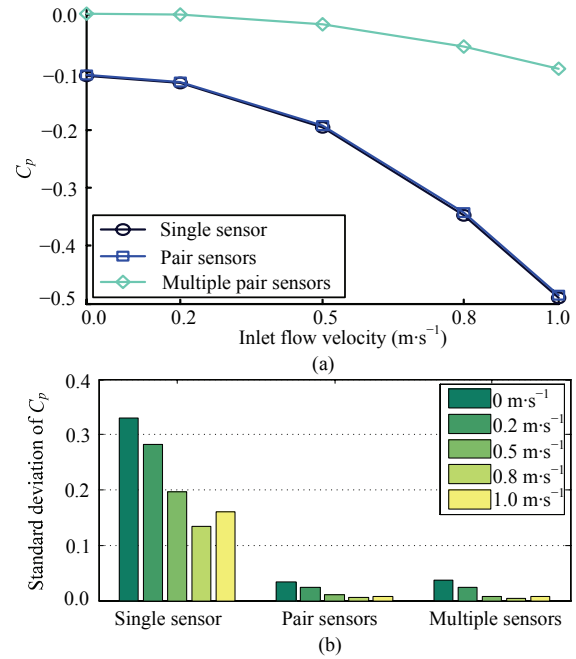 0.0
−0.1
−0.2
−0.3
−0.4
−0.5
C_p
Single sensor
Pair sensors
Multiple pair sensors
0.0 0.2 0.5 0.8 1.0
Inlet flow velocity (m·s⁻¹)
(a)
0.4
0.3
0.2
0.1
0.0
Standard deviation of C_p
0 m·s⁻¹
0.2 m·s⁻¹
0.5 m·s⁻¹
0.8 m·s⁻¹
1.0 m·s⁻¹
Single sensor Pair sensors Multiple sensors
(b)